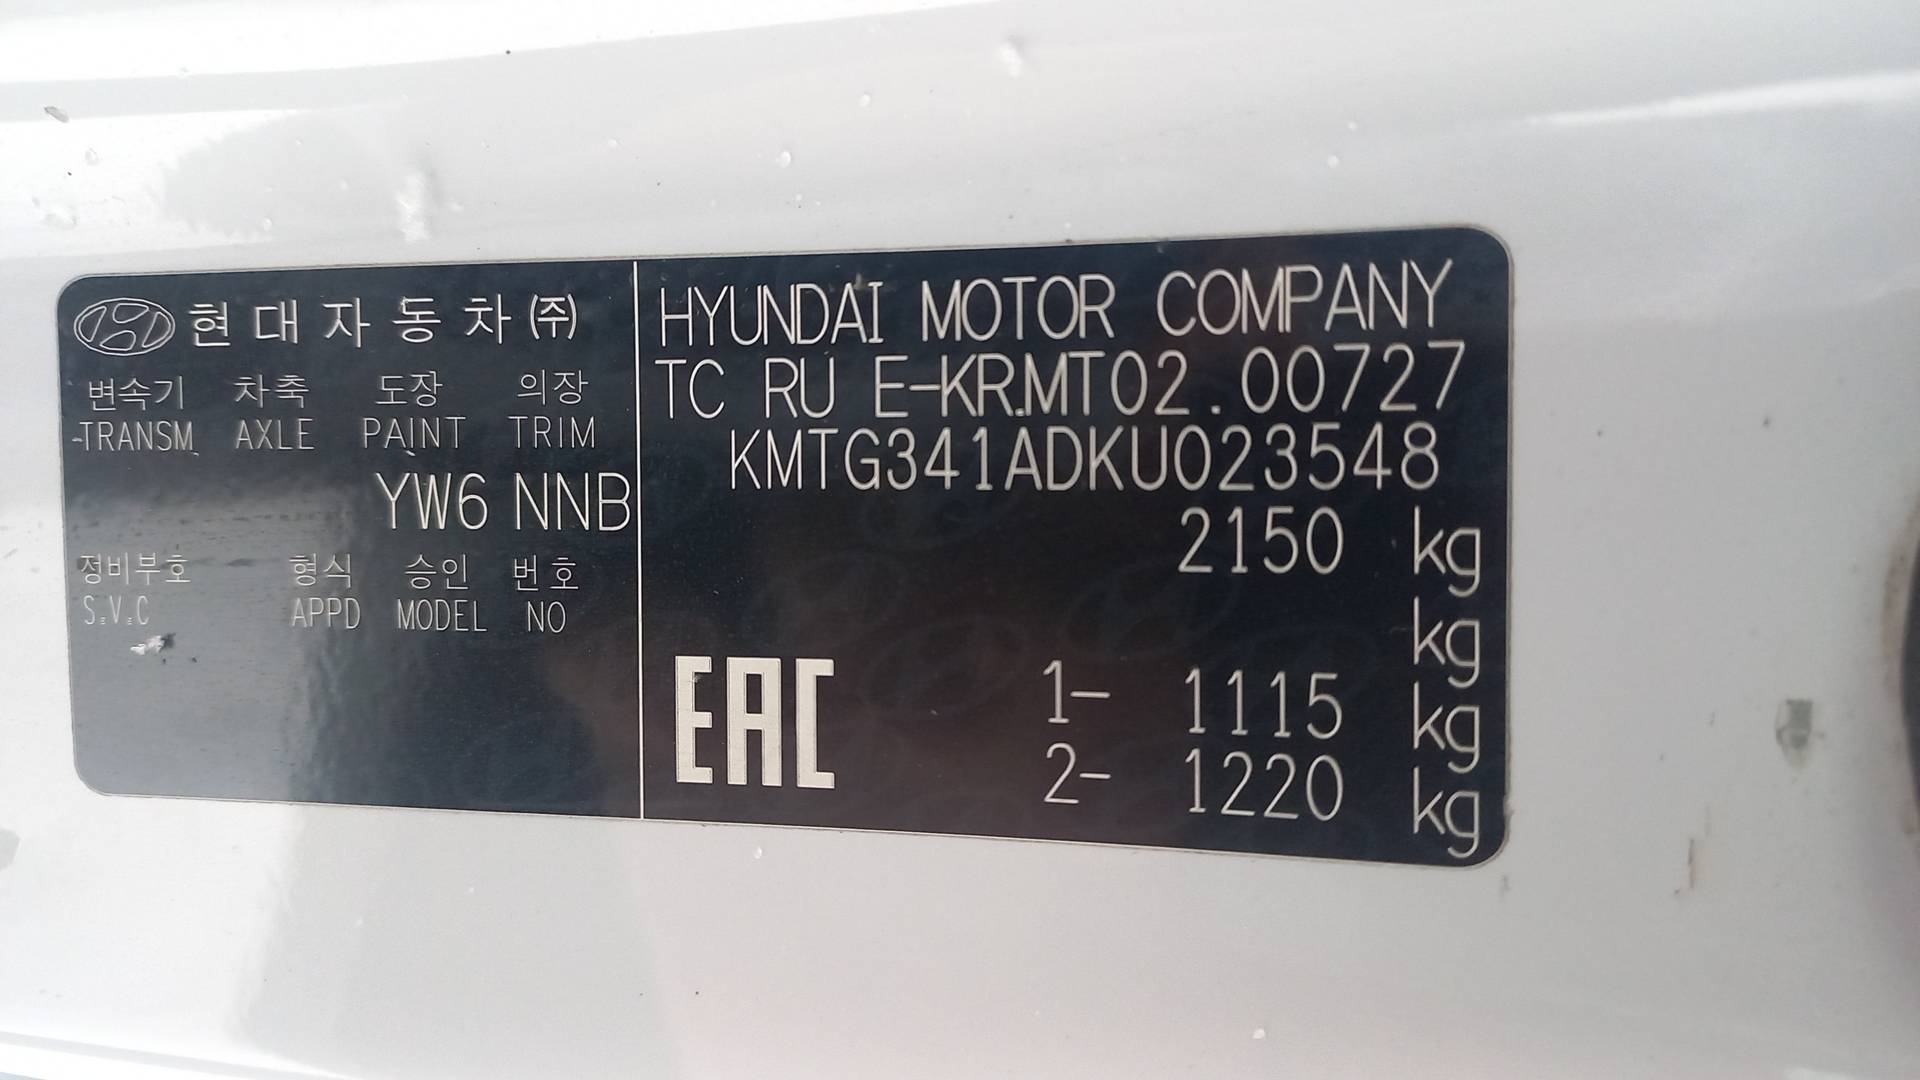 현대자동차㈜
변속기 차축 도장 의장
TRANSM AXLE PAINT TRIM
YW6 NNB
정비부호 형식 승인 번호
S.V.C APPD MODEL NO
HYUNDAI MOTOR COMPANY
TC RU E-KR.MT02.00727
KMTG341ADKU023548
2150 kg
kg
EAC
1- 1115 kg
2- 1220 kg